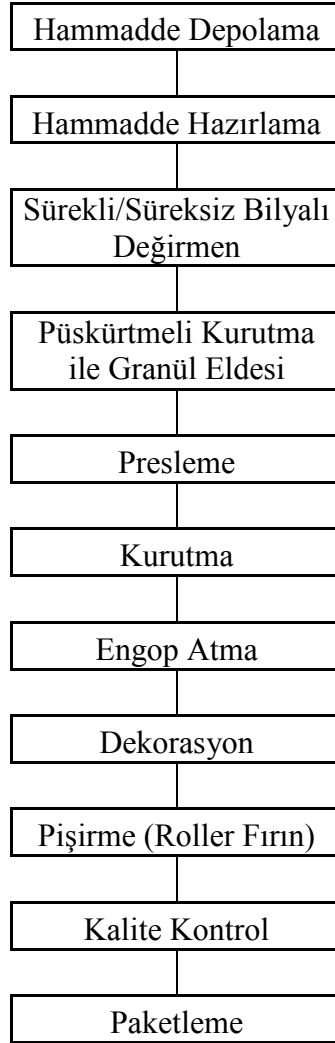 Hammadde Depolama
Hammadde Hazırlama
Sürekli/Süreksiz Bilyalı
Değirmen
Püskürtmeli Kurutma
ile Granül Eldesi
Presleme
Kurutma
Engop Atma
Dekorasyon
Pişirme (Roller Fırın)
Kalite Kontrol
Paketleme